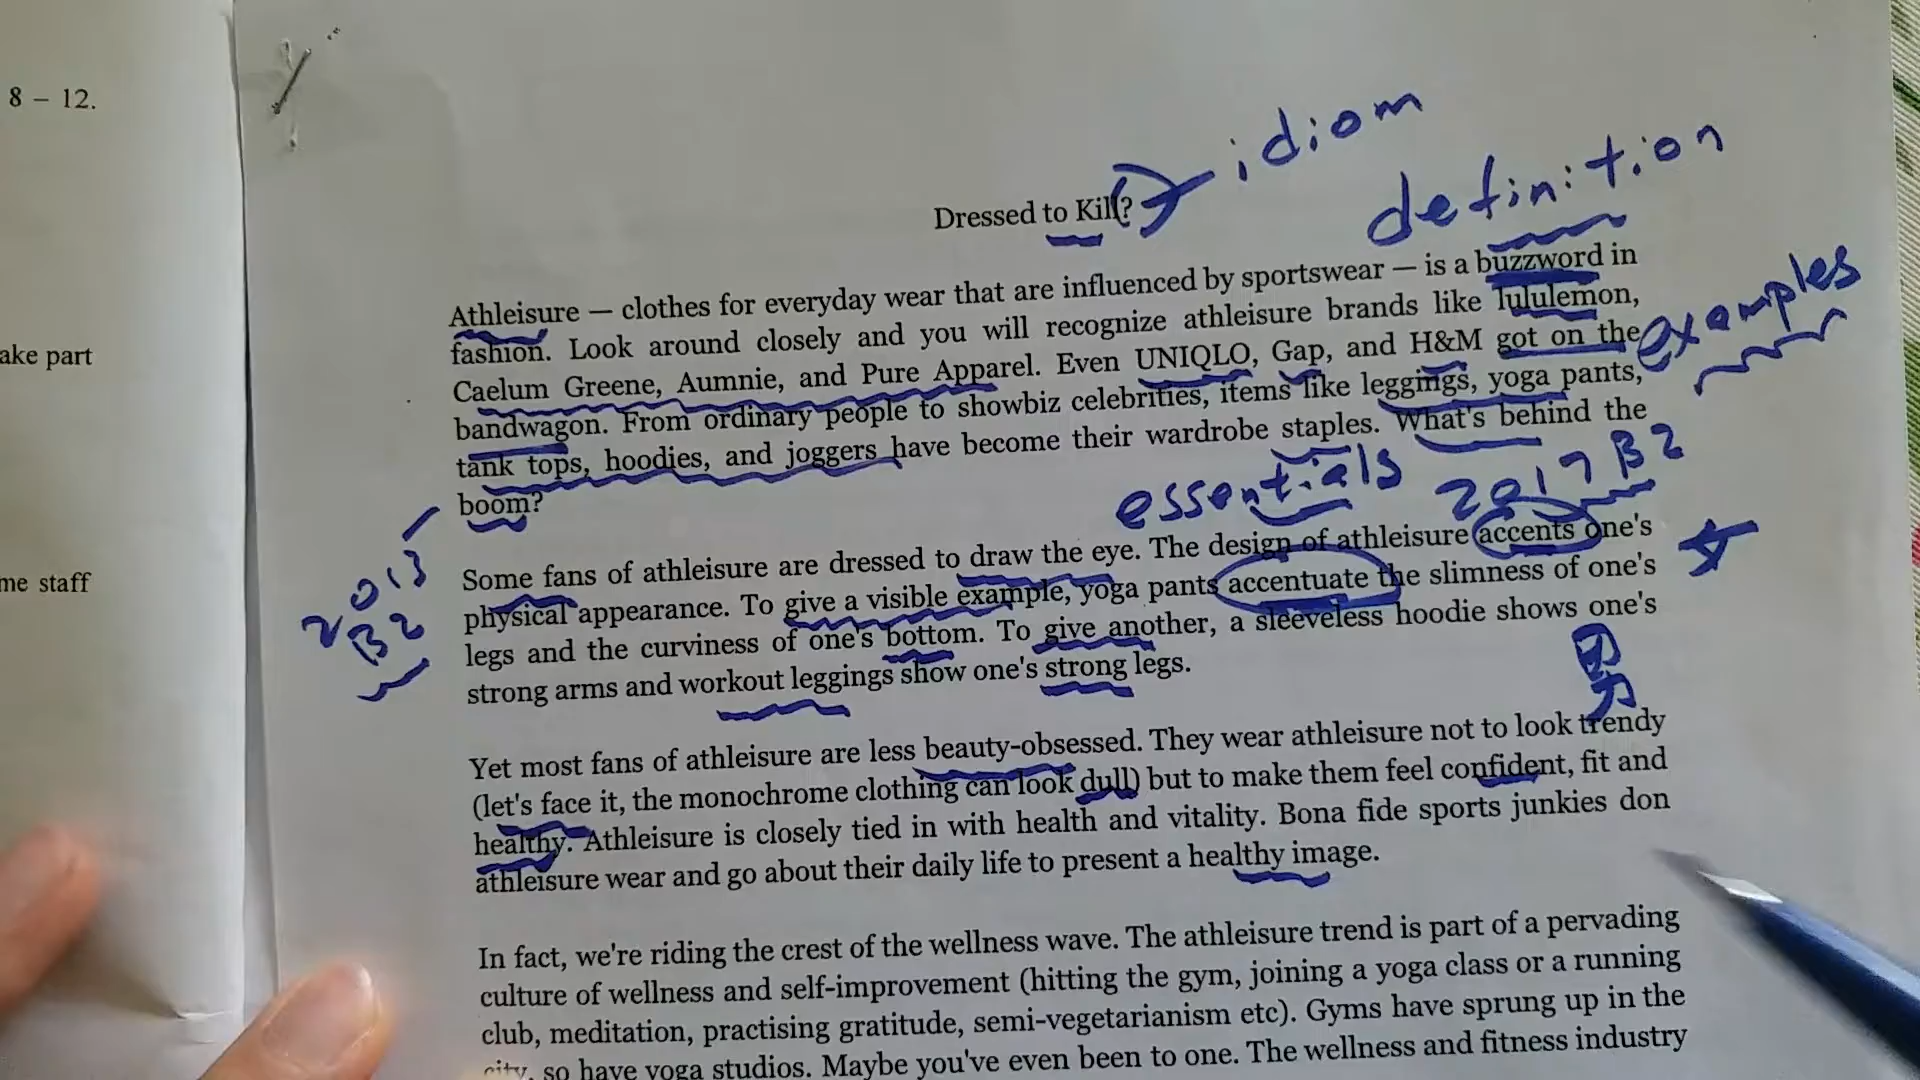 8 – 12.
ake part
me staff
idiom
definition
Dressed to Kill?
Athleisure — clothes for everyday wear that are influenced by sportswear — is a buzzword in
fashion. Look around closely and you will recognize athleisure brands like lululemon,
examples
Caelum Greene, Aumnie, and Pure Apparel. Even UNIQLO, Gap, and H&M got on the
bandwagon. From ordinary people to showbiz celebrities, items like leggings, yoga pants,
tank tops, hoodies, and joggers have become their wardrobe staples. What's behind the
boom?
essentials
2017 B2
2013
B2
Some fans of athleisure are dressed to draw the eye. The design of athleisure accents one's
physical appearance. To give a visible example, yoga pants accentuate the slimness of one's
legs and the curviness of one's bottom. To give another, a sleeveless hoodie shows one's
strong arms and workout leggings show one's strong legs.
男
Yet most fans of athleisure are less beauty-obsessed. They wear athleisure not to look trendy
(let's face it, the monochrome clothing can look dull) but to make them feel confident, fit and
healthy. Athleisure is closely tied in with health and vitality. Bona fide sports junkies don
athleisure wear and go about their daily life to present a healthy image.
In fact, we're riding the crest of the wellness wave. The athleisure trend is part of a pervading
culture of wellness and self-improvement (hitting the gym, joining a yoga class or a running
club, meditation, practising gratitude, semi-vegetarianism etc). Gyms have sprung up in the
city, so have yoga studios. Maybe you've even been to one. The wellness and fitness industry